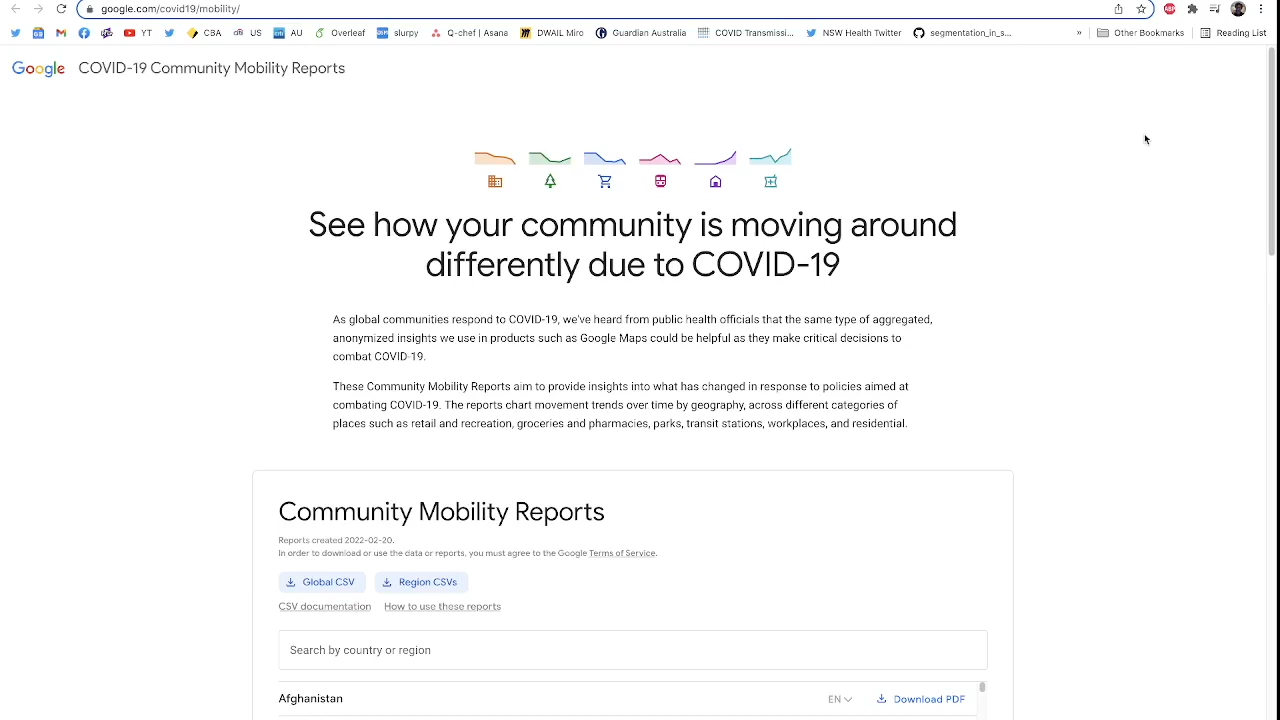 google.com/covid19/mobility/
YT CBA US AU Overleaf slurpy Q-chef | Asana DWAIL Miro Guardian Australia COVID Transmissi... NSW Health Twitter segmentation_in_s... » Other Bookmarks Reading List
Google COVID-19 Community Mobility Reports
See how your community is moving around
differently due to COVID-19
As global communities respond to COVID-19, we've heard from public health officials that the same type of aggregated,
anonymized insights we use in products such as Google Maps could be helpful as they make critical decisions to
combat COVID-19.
These Community Mobility Reports aim to provide insights into what has changed in response to policies aimed at
combating COVID-19. The reports chart movement trends over time by geography, across different categories of
places such as retail and recreation, groceries and pharmacies, parks, transit stations, workplaces, and residential.
Community Mobility Reports
Reports created 2022-02-20.
In order to download or use the data or reports, you must agree to the Google Terms of Service.
Global CSV Region CSVs
CSV documentation How to use these reports
Search by country or region
Afghanistan EN Download PDF